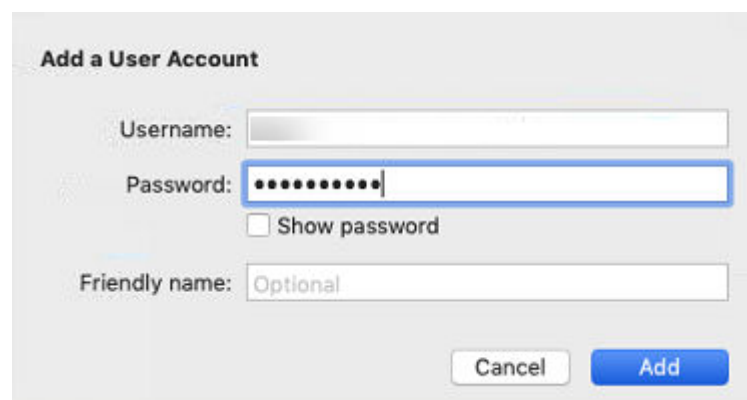 Add a User Account
Username:
Password: ••••••••••
Show password
Friendly name: Optional
Cancel Add